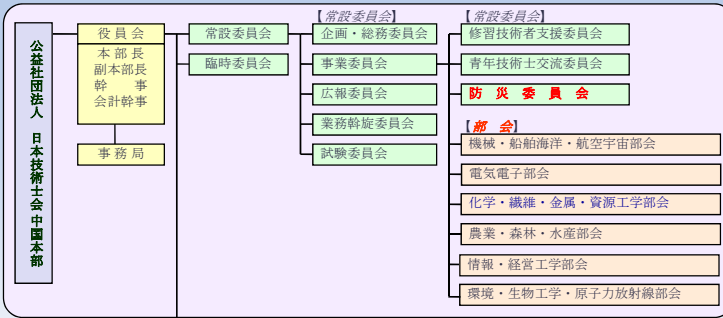 公益社団法人 日本技術士会 中国本部
役員会
本部長
副本部長
幹事
会計幹事
事務局
常設委員会
臨時委員会
【常設委員会】
企画・総務委員会
事業委員会
広報委員会
業務斡旋委員会
試験委員会
【常設委員会】
修習技術者支援委員会
青年技術士交流委員会
防災委員会
【部会】
機械・船舶海洋・航空宇宙部会
電気電子部会
化学・繊維・金属・資源工学部会
農業・森林・水産部会
情報・経営工学部会
環境・生物工学・原子力放射線部会